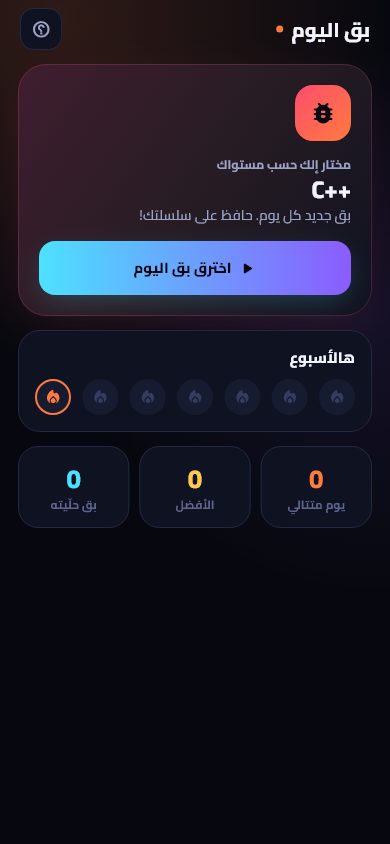 بق اليوم
مختار إلك حسب مستواك
C++
بق جديد كل يوم. حافظ على سلسلتك!
اخترق بق اليوم
هالأسبوع
0
يوم متتالي
0
الأفضل
0
بق حلّيته